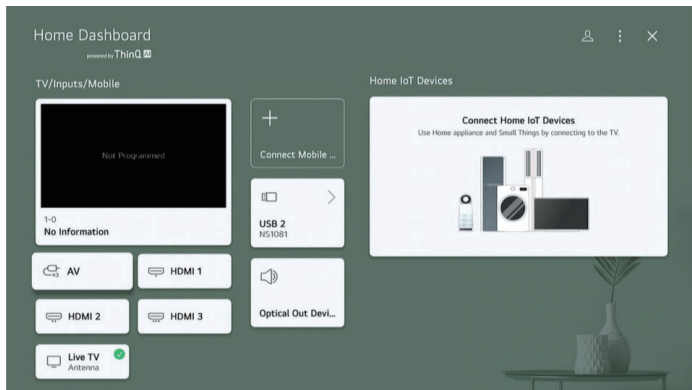 Home Dashboard
powered by ThinQ AI
TV/Inputs/Mobile
Not Programmed
1-0
No Information
AV
HDMI 1
HDMI 2
HDMI 3
Live TV
Antenna
Connect Mobile ...
USB 2
NS1081
Optical Out Devi...
Home IoT Devices
Connect Home IoT Devices
Use Home appliance and Small Things by connecting to the TV.